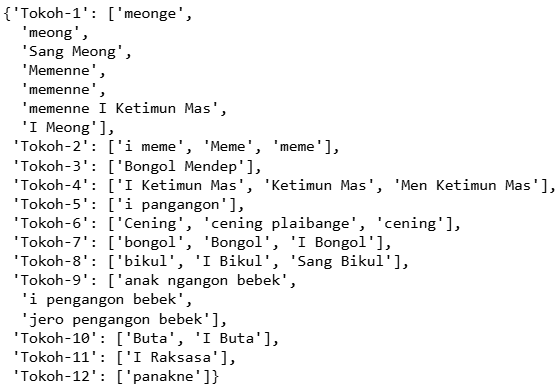 {'Tokoh-1': ['meonge',
'meong',
'Sang Meong',
'Memenne',
'memenne',
'memenne I Ketimun Mas',
'I Meong'],
'Tokoh-2': ['i meme', 'Meme', 'meme'],
'Tokoh-3': ['Bongol Mendep'],
'Tokoh-4': ['I Ketimun Mas', 'Ketimun Mas', 'Men Ketimun Mas'],
'Tokoh-5': ['i pangangon'],
'Tokoh-6': ['Cening', 'cening plaibange', 'cening'],
'Tokoh-7': ['bongol', 'Bongol', 'I Bongol'],
'Tokoh-8': ['bikul', 'I Bikul', 'Sang Bikul'],
'Tokoh-9': ['anak ngangon bebek',
'i pengangon bebek',
'jero pengangon bebek'],
'Tokoh-10': ['Buta', 'I Buta'],
'Tokoh-11': ['I Raksasa'],
'Tokoh-12': ['panakne']}